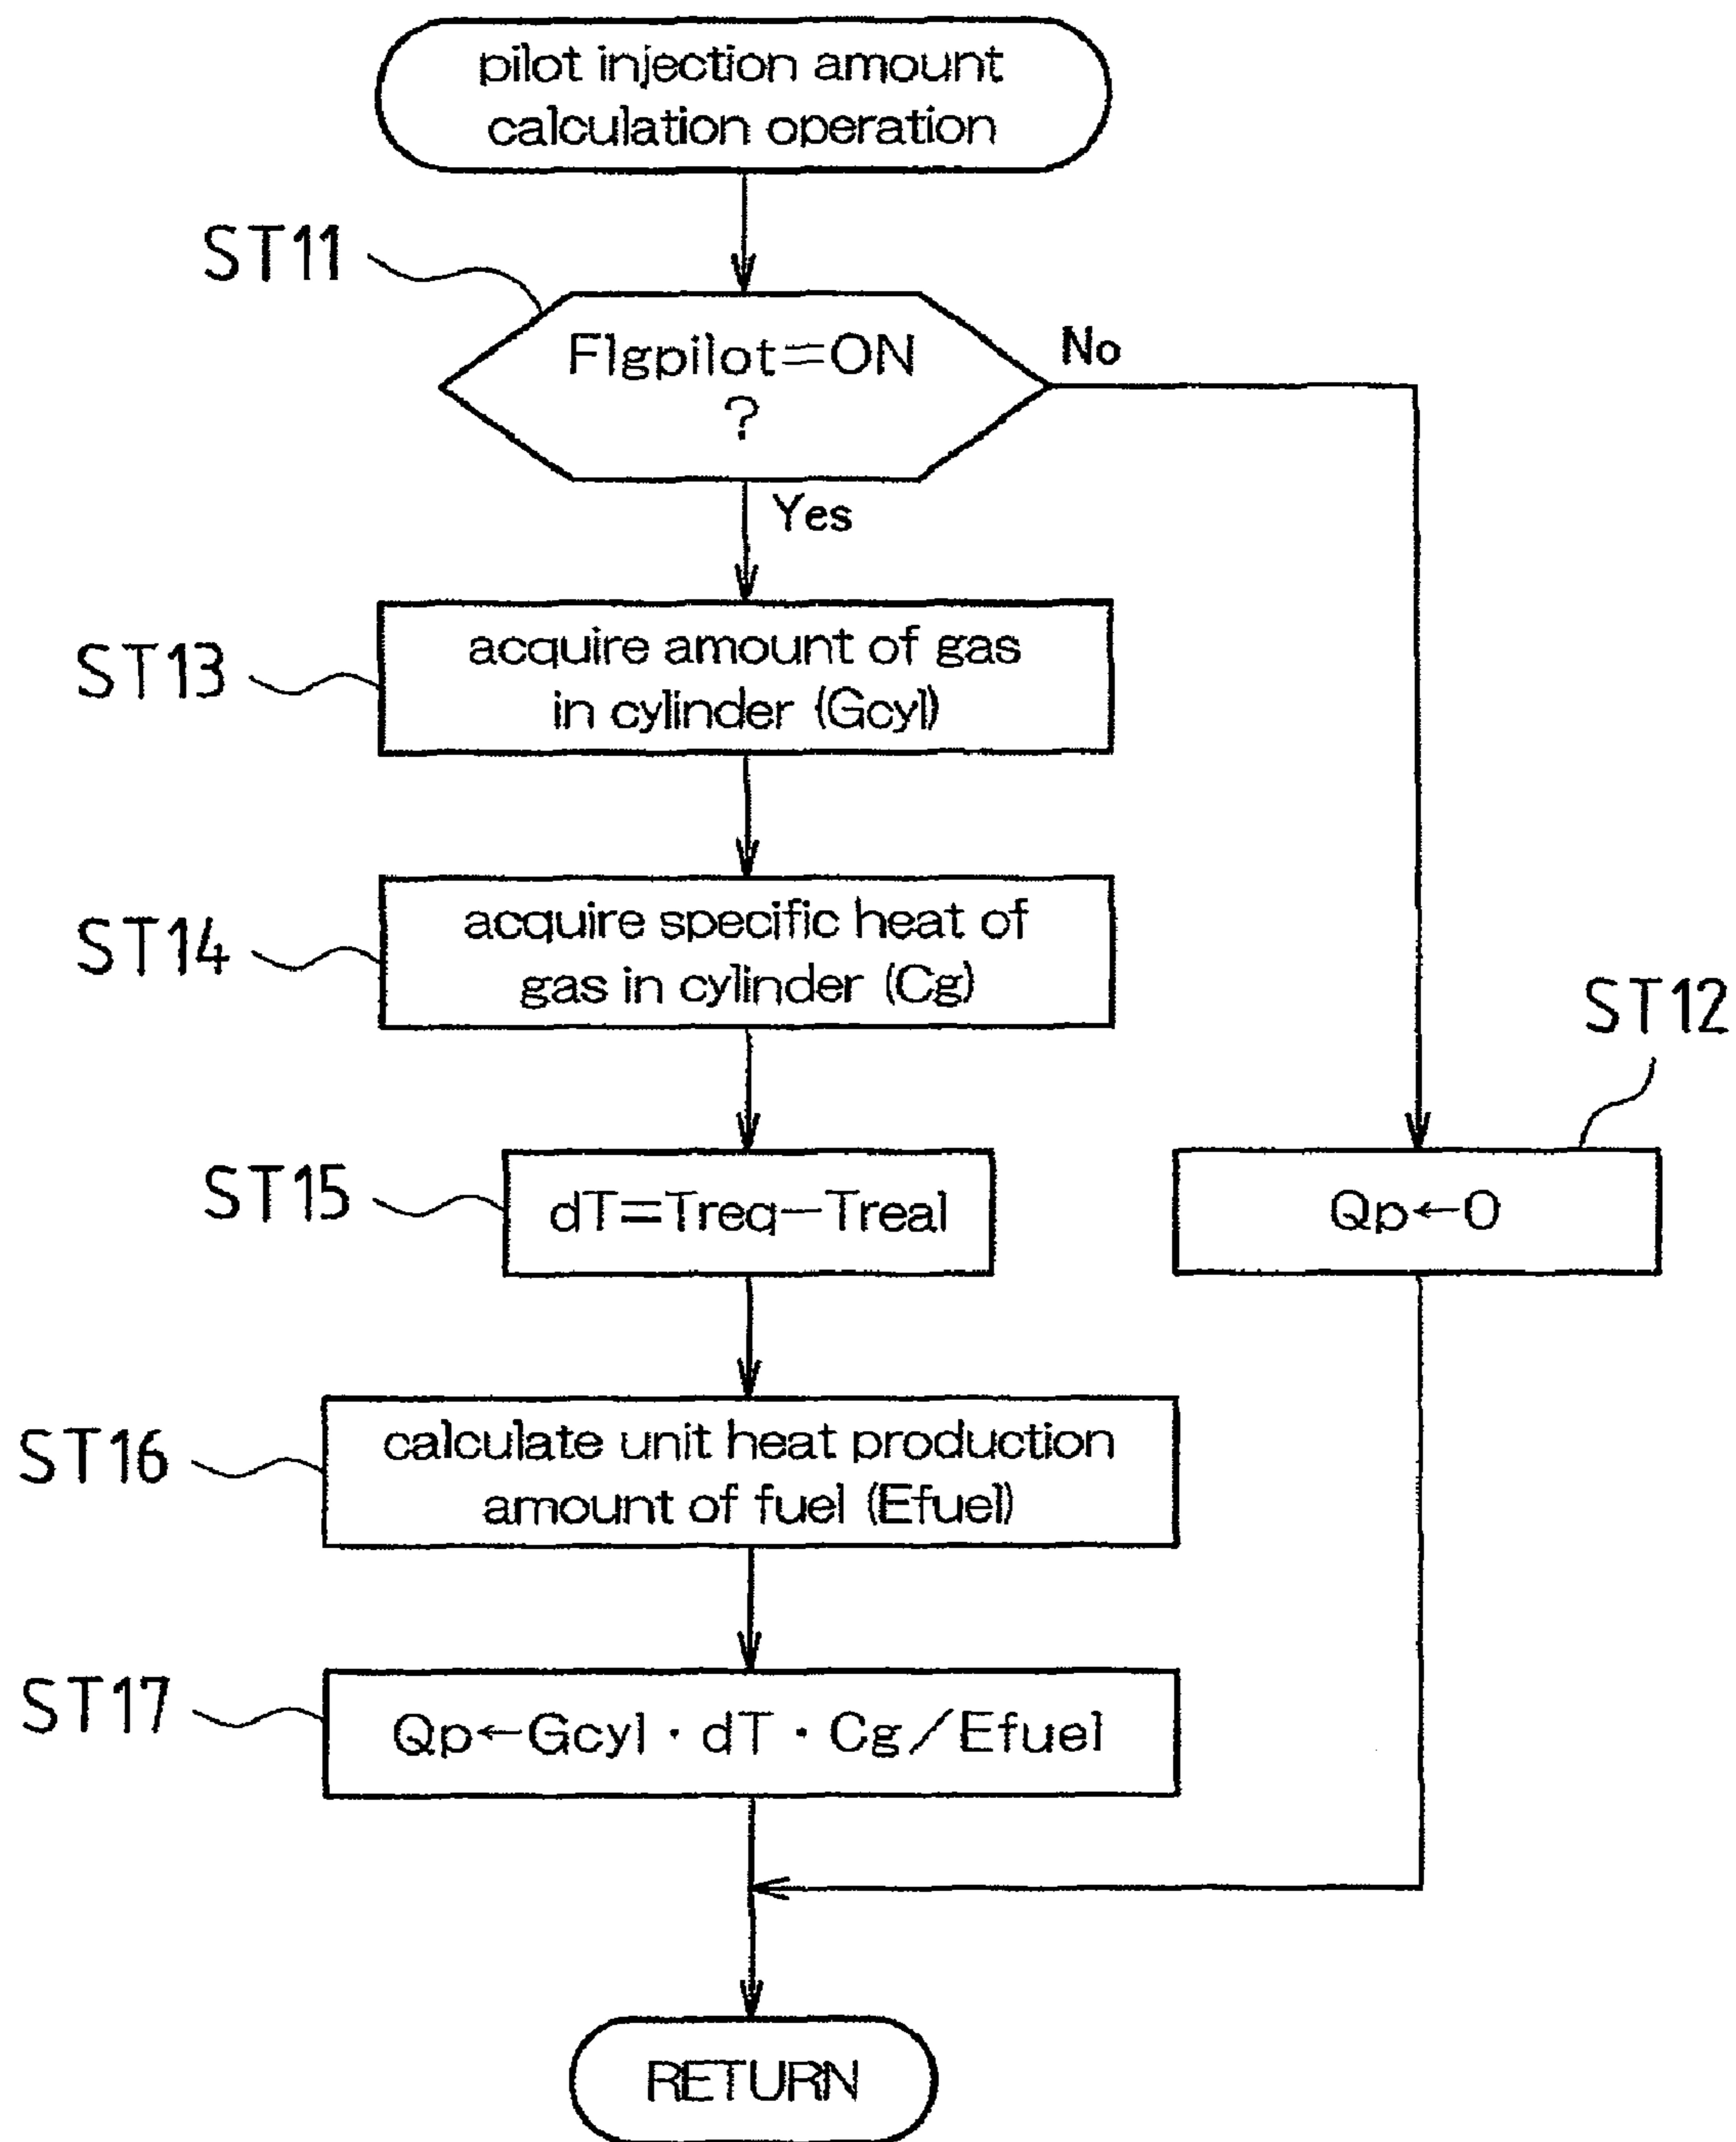 pilot injection amount
calculation operation
ST11
Flgpilot=ON
?
No
Yes
ST13
acquire amount of gas
in cylinder (Gcyl)
ST14
acquire specific heat of
gas in cylinder (Cg)
ST12
ST15
dT=Treq−Treal
Qp←0
ST16
calculate unit heat production
amount of fuel (Efuel)
ST17
Qp←Gcyl・dT・Cg/Efuel
RETURN